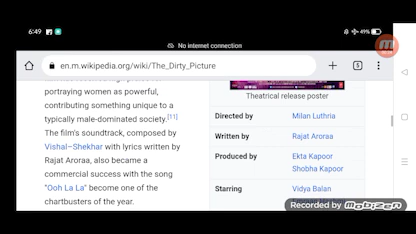 6:49
49%
No internet connection
en.m.wikipedia.org/wiki/The_Dirty_Picture
5
portraying women as powerful,
contributing something unique to a
typically male-dominated society.[11]
The film's soundtrack, composed by
Vishal–Shekhar with lyrics written by
Rajat Aroraa, also became a
commercial success with the song
"Ooh La La" become one of the
chartbusters of the year.
Theatrical release poster
Directed by Milan Luthria
Written by Rajat Aroraa
Produced by Ekta Kapoor
Shobha Kapoor
Starring Vidya Balan
Recorded by MOBIZEN